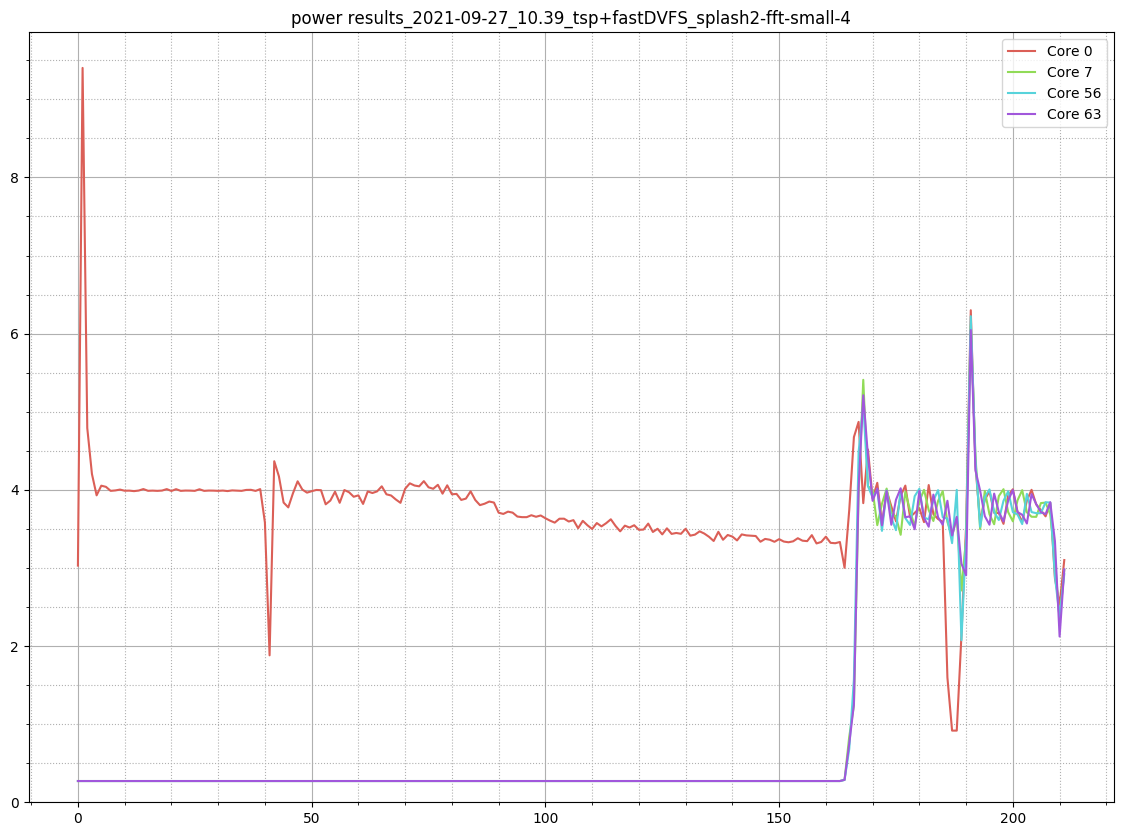 power results_2021-09-27_10.39_tsp+fastDVFS_splash2-fft-small-4
Core 0
Core 7
Core 56
Core 63
8
6
4
2
0
0 50 100 150 200